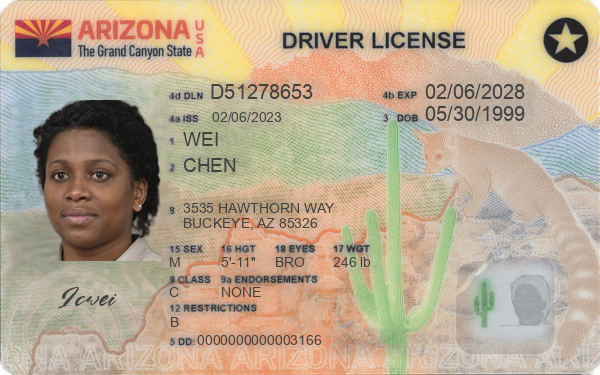 ARIZONA USA
The Grand Canyon State
DRIVER LICENSE
4d DLN D51278653
4b EXP 02/06/2028
4a ISS 02/06/2023
3 DOB 05/30/1999
1 WEI
2 CHEN
8 3535 HAWTHORN WAY
BUCKEYE, AZ 85326
15 SEX 16 HGT 18 EYES 17 WGT
M 5'-11" BRO 246 lb
9 CLASS 9a ENDORSEMENTS
C NONE
12 RESTRICTIONS
B
5 DD: 0000000000003166
Icwei
ARIZONA ARIZONA ARIZONA ARIZONA